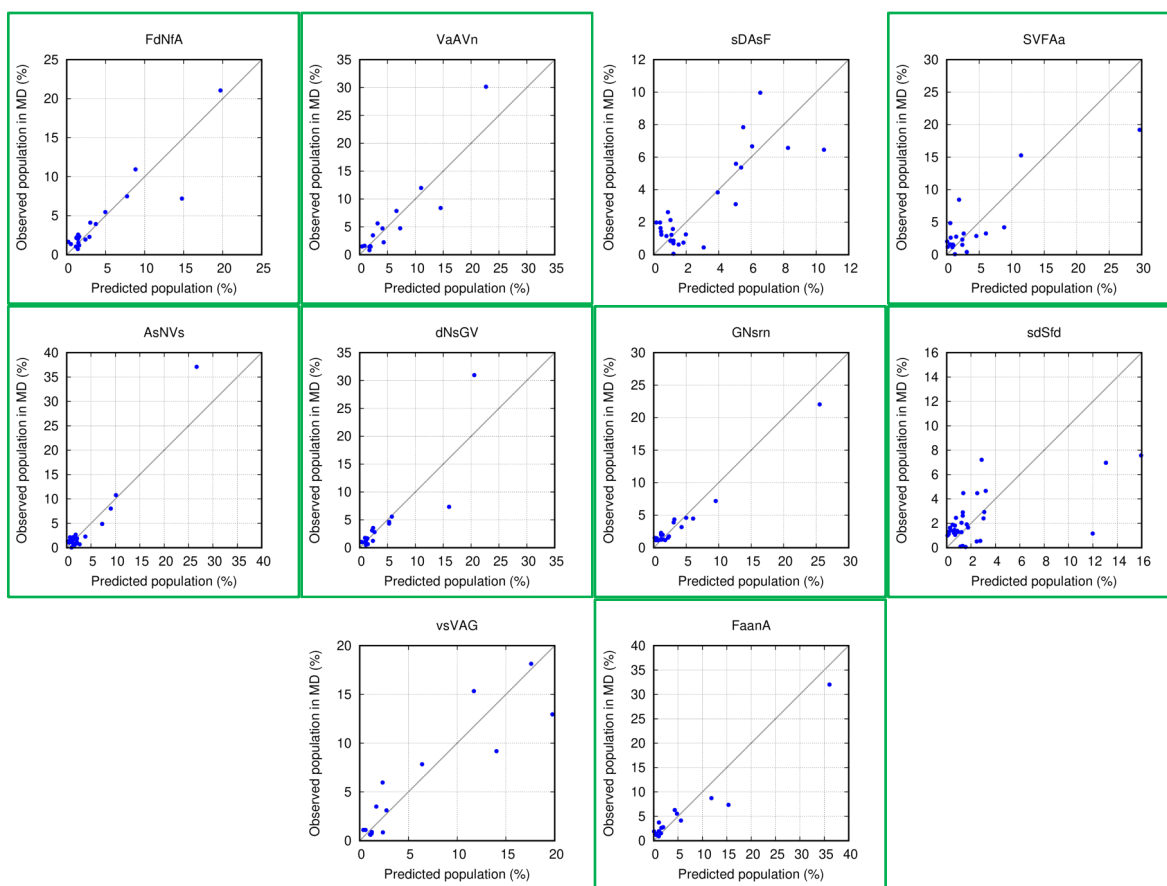 FdNfA
Observed population in MD (%)
25
20
15
10
5
0
0 5 10 15 20 25
Predicted population (%)
VaAVn
Observed population in MD (%)
35
30
25
20
15
10
5
0
0 5 10 15 20 25 30 35
Predicted population (%)
sDAsF
Observed population in MD (%)
12
10
8
6
4
2
0
0 2 4 6 8 10 12
Predicted population (%)
SVFAa
Observed population in MD (%)
30
25
20
15
10
5
0
0 5 10 15 20 25 30
Predicted population (%)
AsNVs
Observed population in MD (%)
40
35
30
25
20
15
10
5
0
0 5 10 15 20 25 30 35 40
Predicted population (%)
dNsGV
Observed population in MD (%)
35
30
25
20
15
10
5
0
0 5 10 15 20 25 30 35
Predicted population (%)
GNsrn
Observed population in MD (%)
30
25
20
15
10
5
0
0 5 10 15 20 25 30
Predicted population (%)
sdSfd
Observed population in MD (%)
16
14
12
10
8
6
4
2
0
0 2 4 6 8 10 12 14 16
Predicted population (%)
vsVAG
Observed population in MD (%)
20
15
10
5
0
0 5 10 15 20
Predicted population (%)
FaanA
Observed population in MD (%)
40
35
30
25
20
15
10
5
0
0 5 10 15 20 25 30 35 40
Predicted population (%)